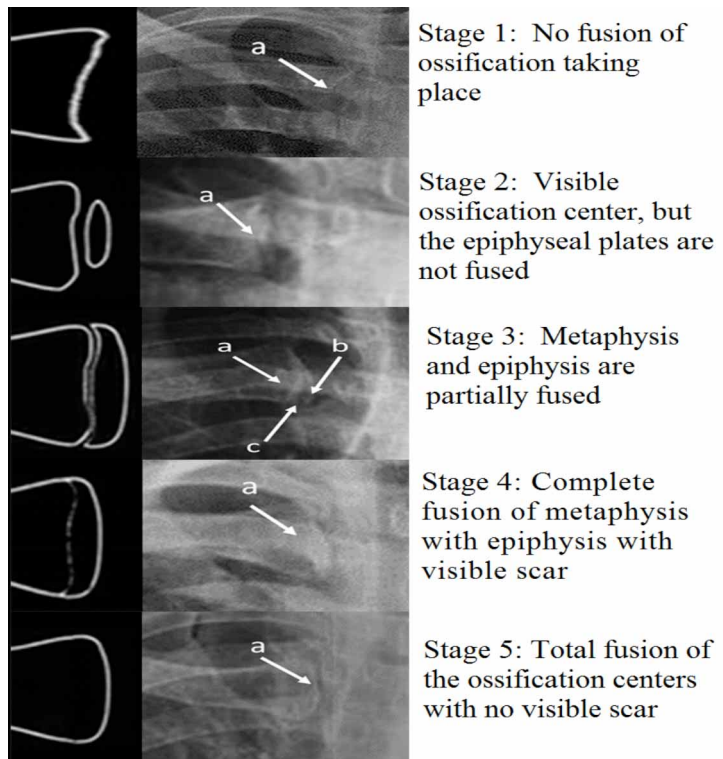 a
Stage 1: No fusion of
ossification taking
place
a
Stage 2: Visible
ossification center, but
the epiphyseal plates are
not fused
a
b
c
Stage 3: Metaphysis
and epiphysis are
partially fused
a
Stage 4: Complete
fusion of metaphysis
with epiphysis with
visible scar
a
Stage 5: Total fusion of
the ossification centers
with no visible scar